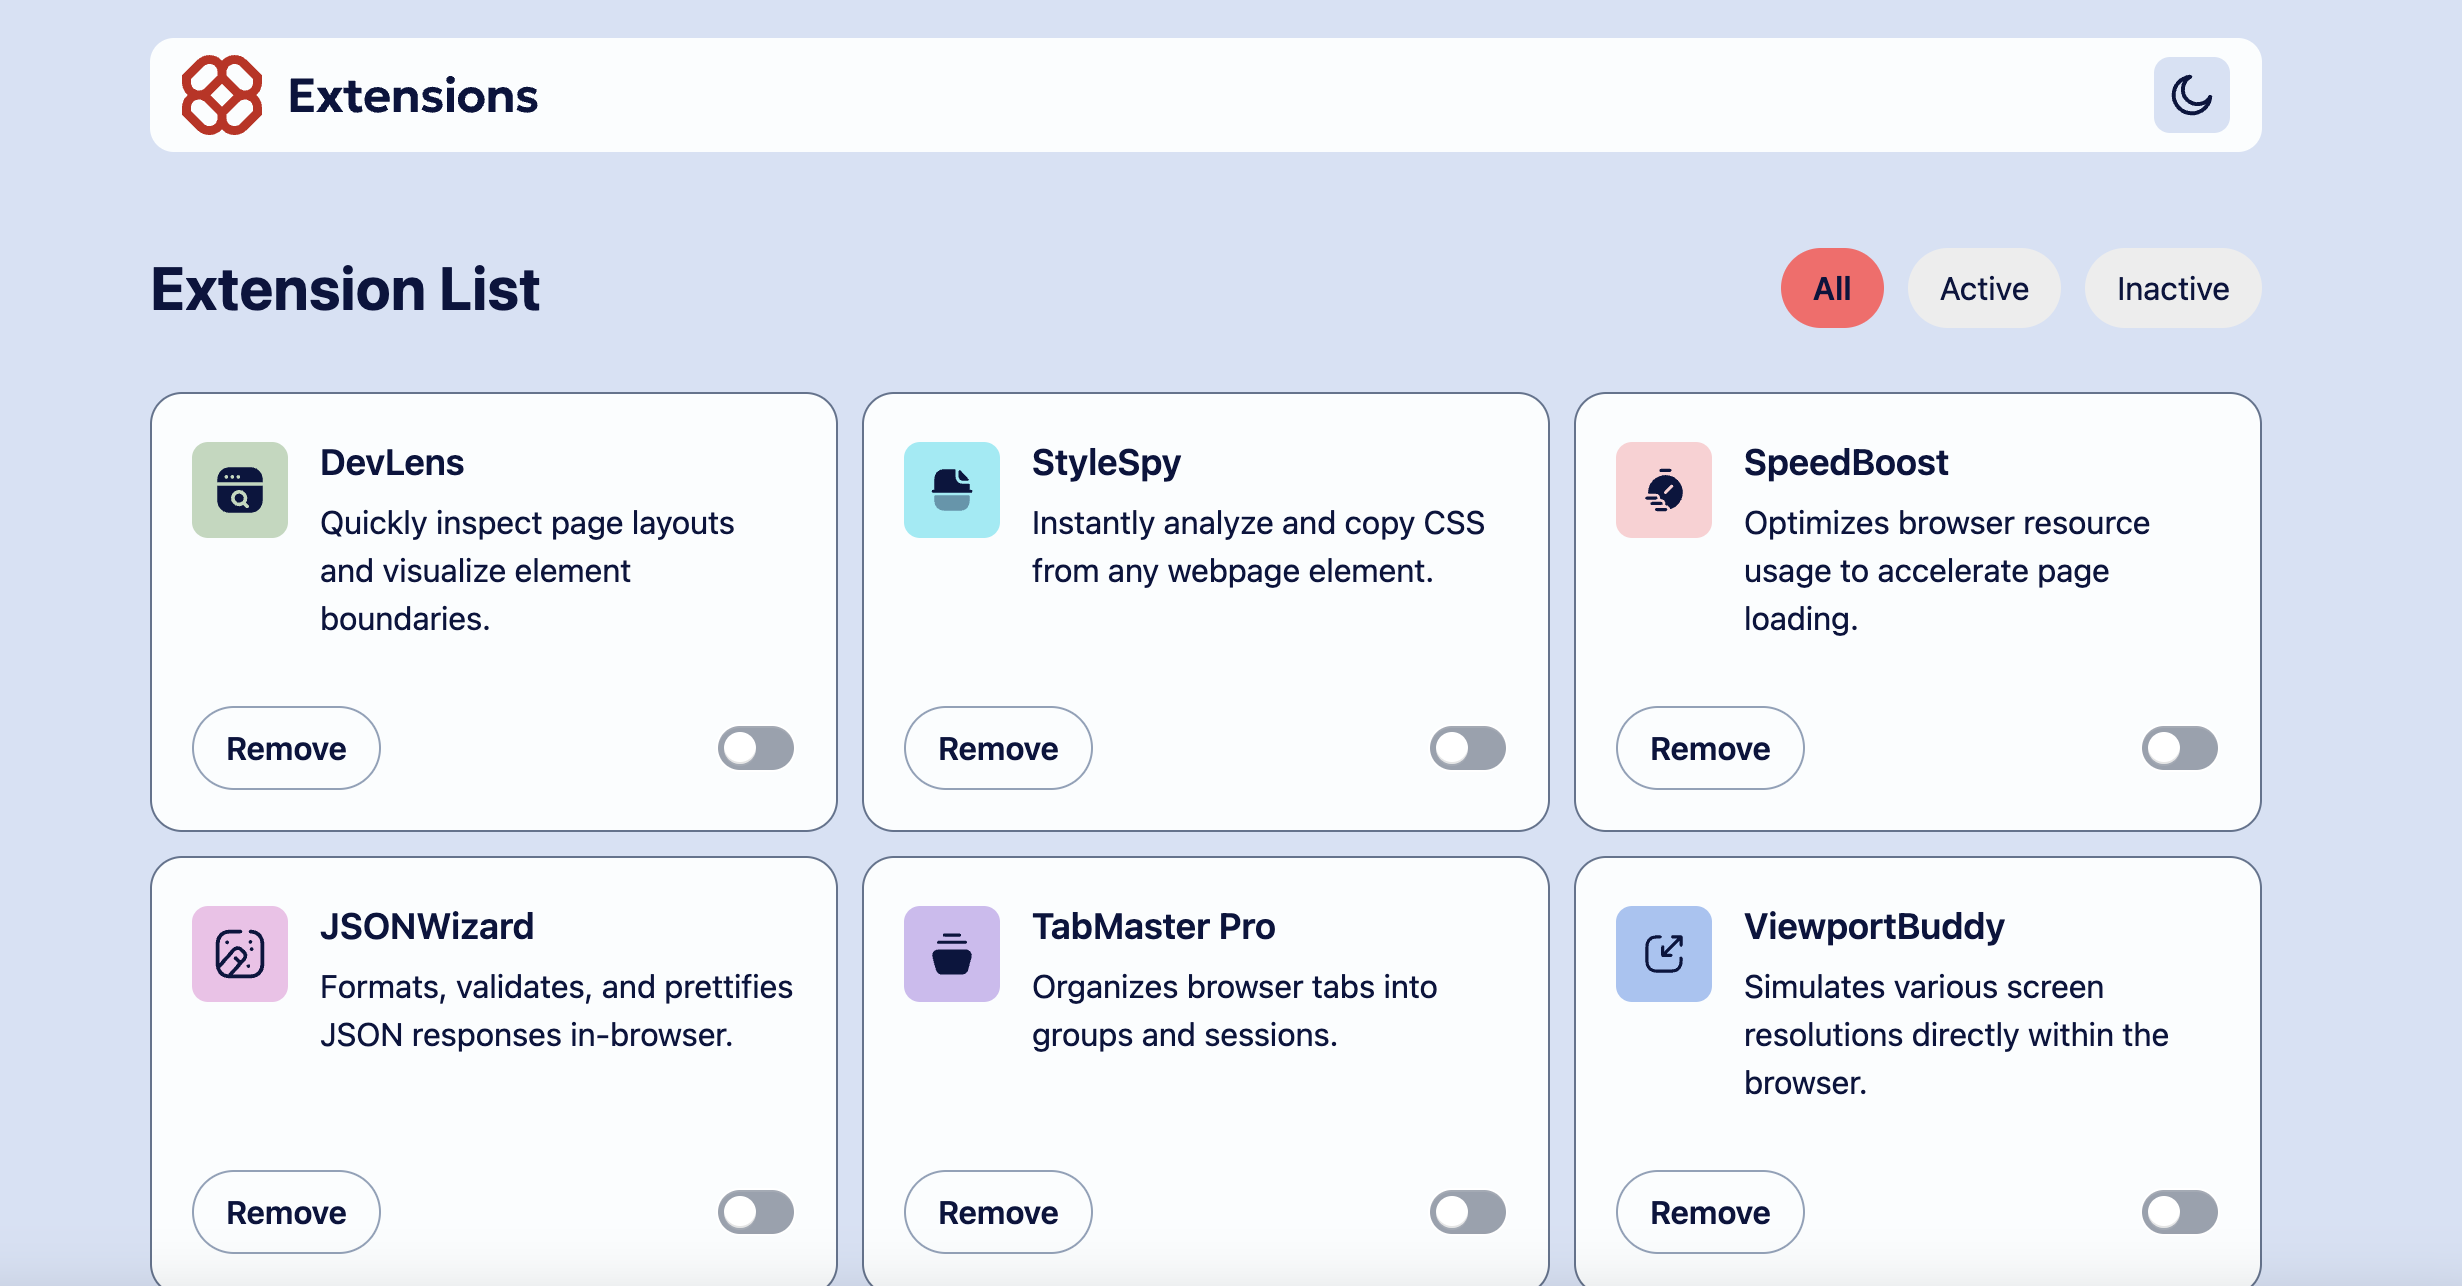 Extensions
Extension List
All
Active
Inactive
DevLens
Quickly inspect page layouts
and visualize element
boundaries.
Remove
StyleSpy
Instantly analyze and copy CSS
from any webpage element.
Remove
SpeedBoost
Optimizes browser resource
usage to accelerate page
loading.
Remove
JSONWizard
Formats, validates, and prettifies
JSON responses in-browser.
Remove
TabMaster Pro
Organizes browser tabs into
groups and sessions.
Remove
ViewportBuddy
Simulates various screen
resolutions directly within the
browser.
Remove